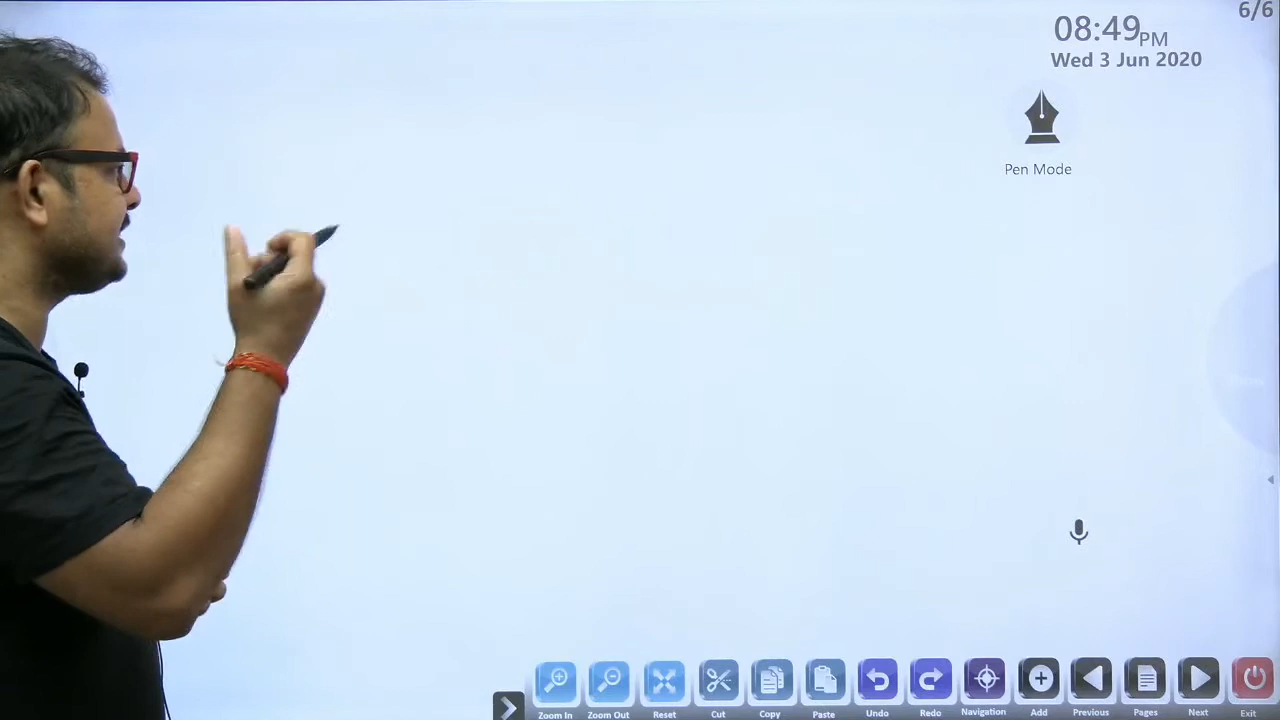 6/6
08:49PM
Wed 3 Jun 2020
Pen Mode
Zoom In Zoom Out Reset Cut Copy Paste Undo Redo Navigation Add Previous Pages Next Exit